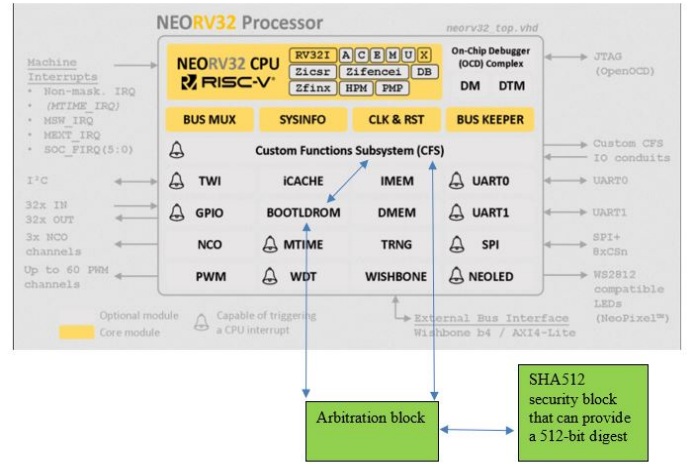 NEORV32 Processor
neorv32_top.vhd
Machine
Interrupts
• Non-mask. IRQ
• (MTIME_IRQ)
• MSW_IRQ
• MEXT_IRQ
• SOC_FIRQ(5:0)
NEORV32 CPU
RISC-V®
RV32I A C E M U X
Zicsr Zifencei DB
Zfinx HPM PMP
On-Chip Debugger
(OCD) Complex
DM DTM
JTAG
(OpenOCD)
BUS MUX SYSINFO CLK & RST BUS KEEPER
Custom Functions Subsystem (CFS)
Custom CFS
IO conduits
I²C
TWI iCACHE IMEM UART0
UART0
32x IN
32x OUT
GPIO BOOTLDROM DMEM UART1
UART1
3x NCO
channels
NCO MTIME TRNG SPI
SPI+
8xCSn
Up to 60 PWM
channels
PWM WDT WISHBONE NEOLED
WS2812
compatible
LEDs
(NeoPixel™)
Optional module
Core module
Capable of triggering
a CPU interrupt
External Bus Interface
Wishbone b4 / AXI4-Lite
Arbitration block
SHA512
security block
that can provide
a 512-bit digest